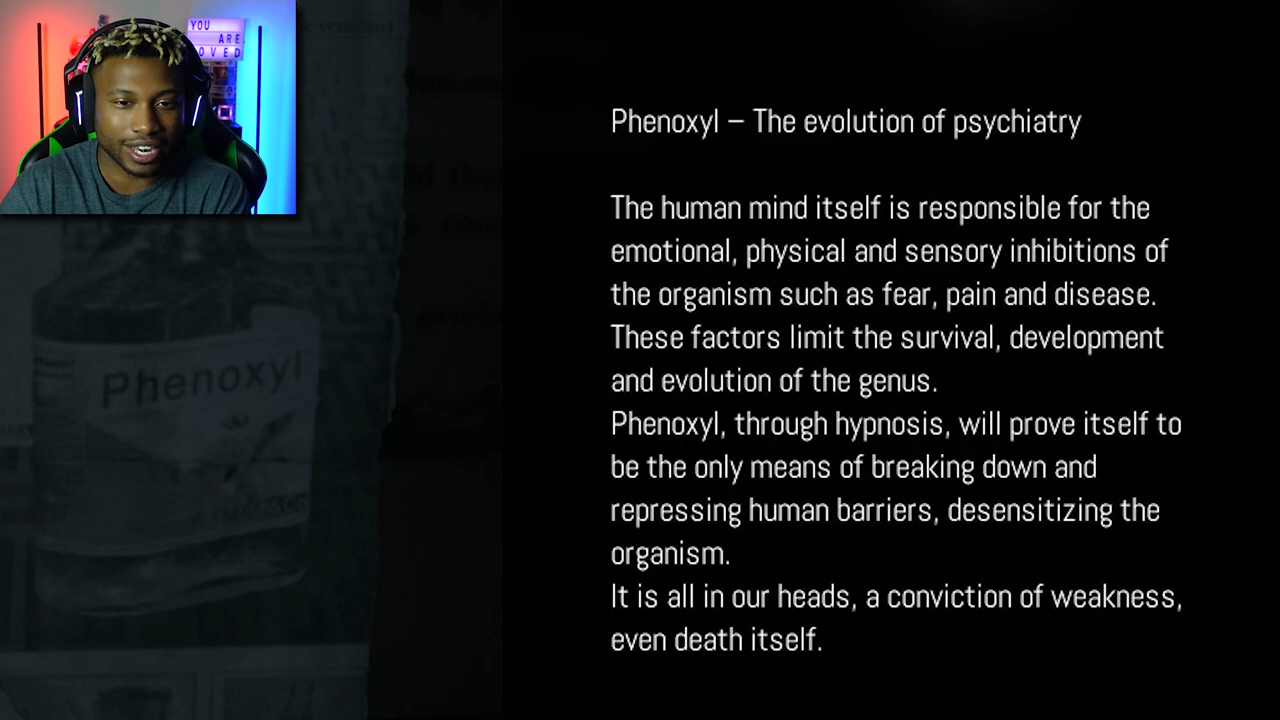 YOU
ARE
LOVED
Phenoxyl – The evolution of psychiatry
The human mind itself is responsible for the
emotional, physical and sensory inhibitions of
the organism such as fear, pain and disease.
These factors limit the survival, development
and evolution of the genus.
Phenoxyl, through hypnosis, will prove itself to
be the only means of breaking down and
repressing human barriers, desensitizing the
organism.
It is all in our heads, a conviction of weakness,
even death itself.
Phenoxyl